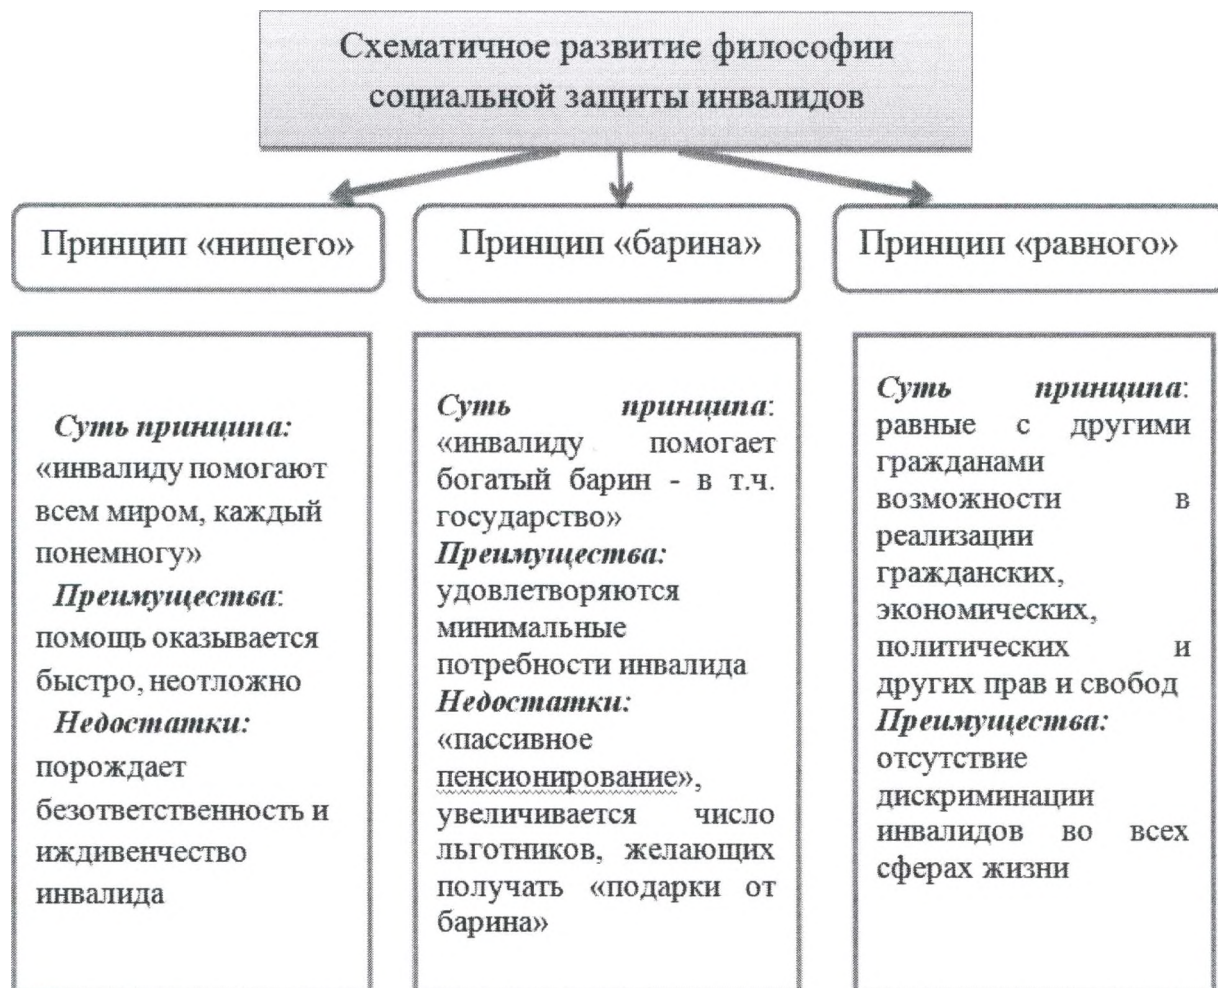 Схематичное развитие философии
социальной защиты инвалидов
Принцип «нищего»
Принцип «барина»
Принцип «равного»
Суть принципа:
«инвалиду помогают
всем миром, каждый
понемногу»
Преимущества:
помощь оказывается
быстро, неотложно
Недостатки:
порождает
безответственность и
иждивенчество
инвалида
Суть принципа:
«инвалиду помогает
богатый барин - в т.ч.
государство»
Преимущества:
удовлетворяются
минимальные
потребности инвалида
Недостатки:
«пассивное
пенсионирование»,
увеличивается число
льготников, желающих
получать «подарки от
барина»
Суть принципа:
равные с другими
гражданами
возможности в
реализации
гражданских,
экономических,
политических и
других прав и свобод
Преимущества:
отсутствие
дискриминации
инвалидов во всех
сферах жизни